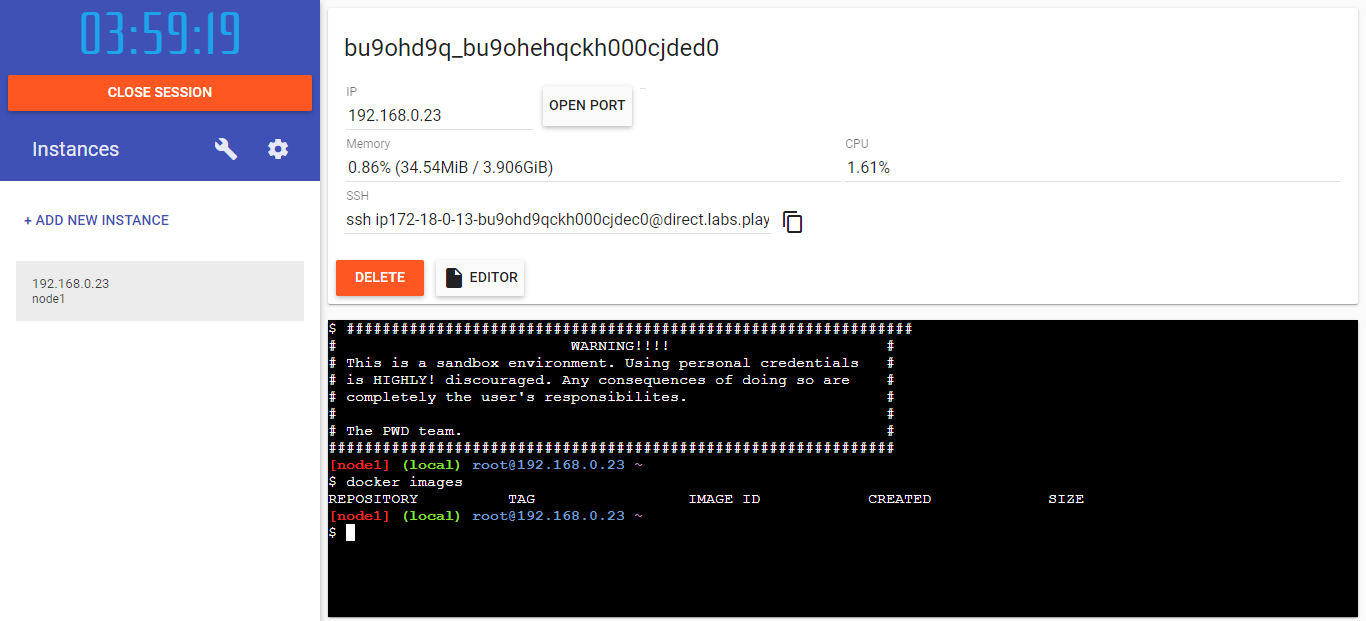 03:59:19
CLOSE SESSION
Instances
+ ADD NEW INSTANCE
192.168.0.23
node1
bu9ohd9q_bu9ohehqckh000cjded0
IP
192.168.0.23
OPEN PORT
Memory
0.86% (34.54MiB / 3.906GiB)
CPU
1.61%
SSH
ssh ip172-18-0-13-bu9ohd9qckh000cjdec0@direct.labs.play
DELETE
EDITOR
$ ###############################################################
# WARNING!!!! #
# This is a sandbox environment. Using personal credentials #
# is HIGHLY! discouraged. Any consequences of doing so are #
# completely the user's responsibilites. #
# #
# The PWD team. #
###############################################################
[node1] (local) root@192.168.0.23 ~
$ docker images
REPOSITORY TAG IMAGE ID CREATED SIZE
[node1] (local) root@192.168.0.23 ~
$